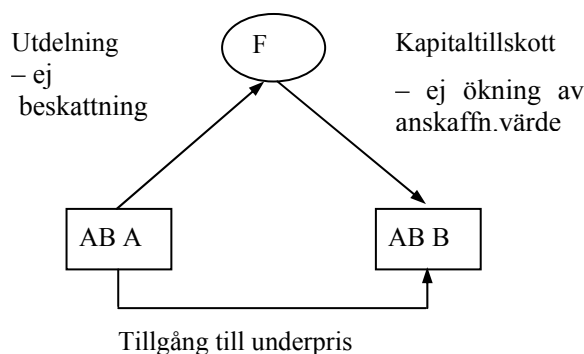 Utdelning
– ej
beskattning
F
Kapitaltillskott
– ej ökning av
anskaffn.värde
AB A
AB B
Tillgång till underpris